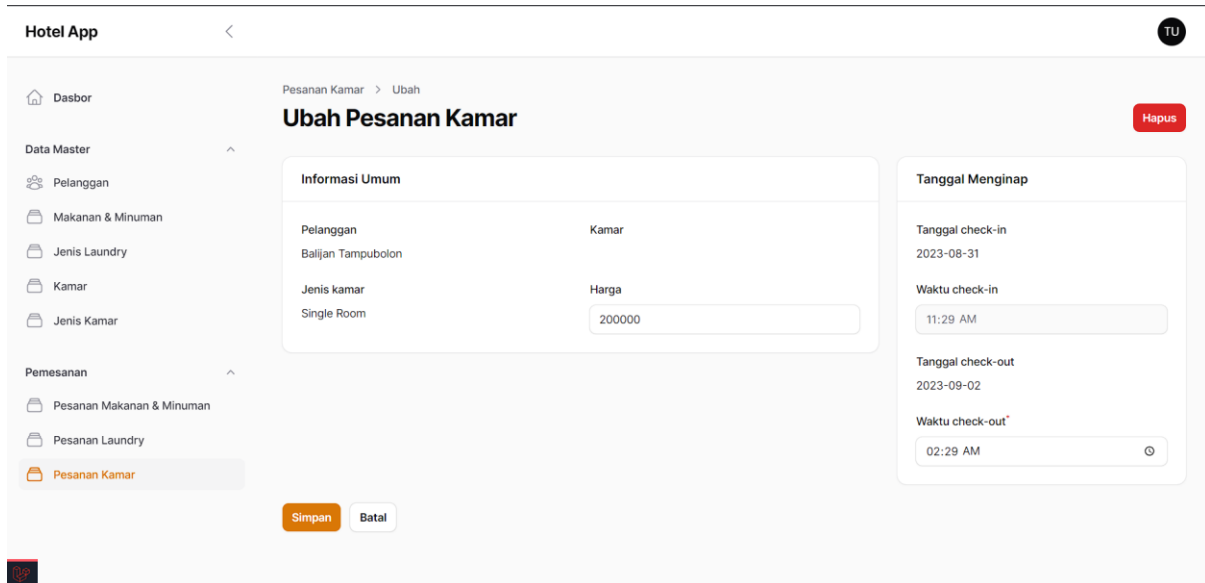 Hotel App
TU
Dasbor
Data Master
Pelanggan
Makanan & Minuman
Jenis Laundry
Kamar
Jenis Kamar
Pemesanan
Pesanan Makanan & Minuman
Pesanan Laundry
Pesanan Kamar
Pesanan Kamar > Ubah
Ubah Pesanan Kamar
Hapus
Informasi Umum
Pelanggan
Balijan Tampubolon
Kamar
Jenis kamar
Single Room
Harga
200000
Tanggal Menginap
Tanggal check-in
2023-08-31
Waktu check-in
11:29 AM
Tanggal check-out
2023-09-02
Waktu check-out*
02:29 AM
Simpan
Batal